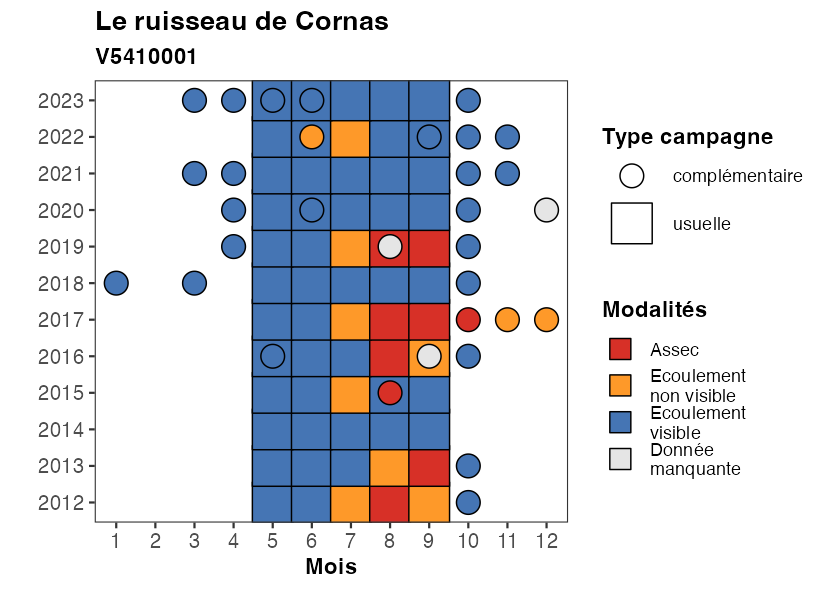 Le ruisseau de Cornas
V5410001
2023
2022
2021
2020
2019
2018
2017
2016
2015
2014
2013
2012
1 2 3 4 5 6 7 8 9 10 11 12
Mois
Type campagne
complémentaire
usuelle
Modalités
Assec
Ecoulement
non visible
Ecoulement
visible
Donnée
manquante